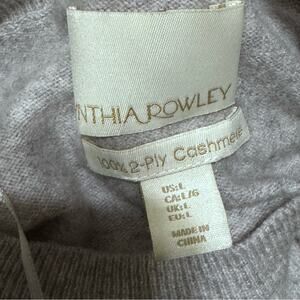 NTHIA ROWLEY
100% 2-Ply Cashmere
US:L
CA:L/G
UK:L
EU:L
MADE IN
CHINA